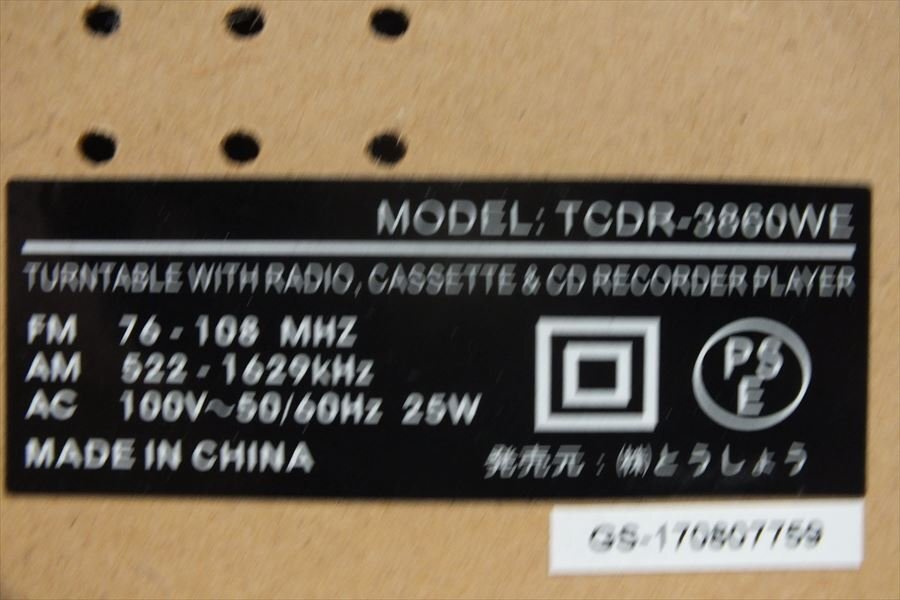 MODEL: TCDR-3860WE
TURNTABLE WITH RADIO, CASSETTE & CD RECORDER PLAYER
FM 76-108 MHZ
AM 522-1629kHz
AC 100V~50/60Hz 25W
PS
E
MADE IN CHINA
発売元:㈱とうしょう
GS-170807759